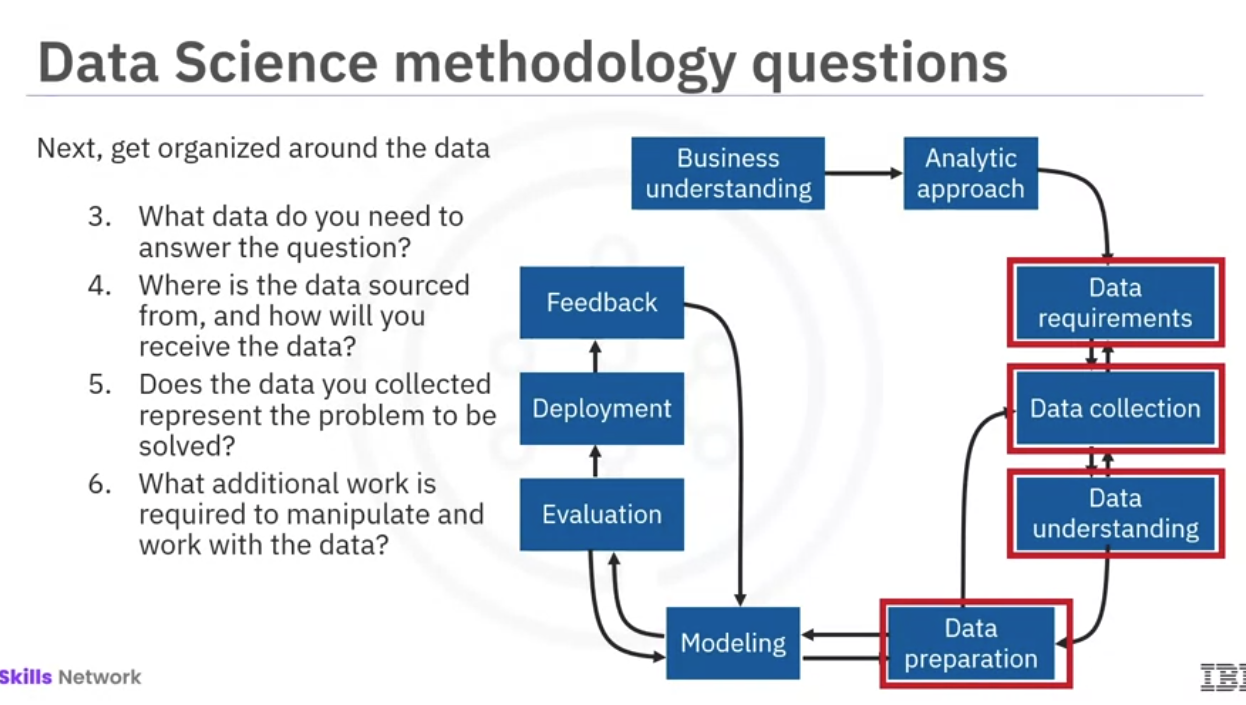 Data Science methodology questions
Next, get organized around the data
3. What data do you need to
answer the question?
4. Where is the data sourced
from, and how will you
receive the data?
5. Does the data you collected
represent the problem to be
solved?
6. What additional work is
required to manipulate and
work with the data?
Business
understanding
Analytic
approach
Data
requirements
Data collection
Data
understanding
Data
preparation
Modeling
Evaluation
Deployment
Feedback
Skills Network
IBM